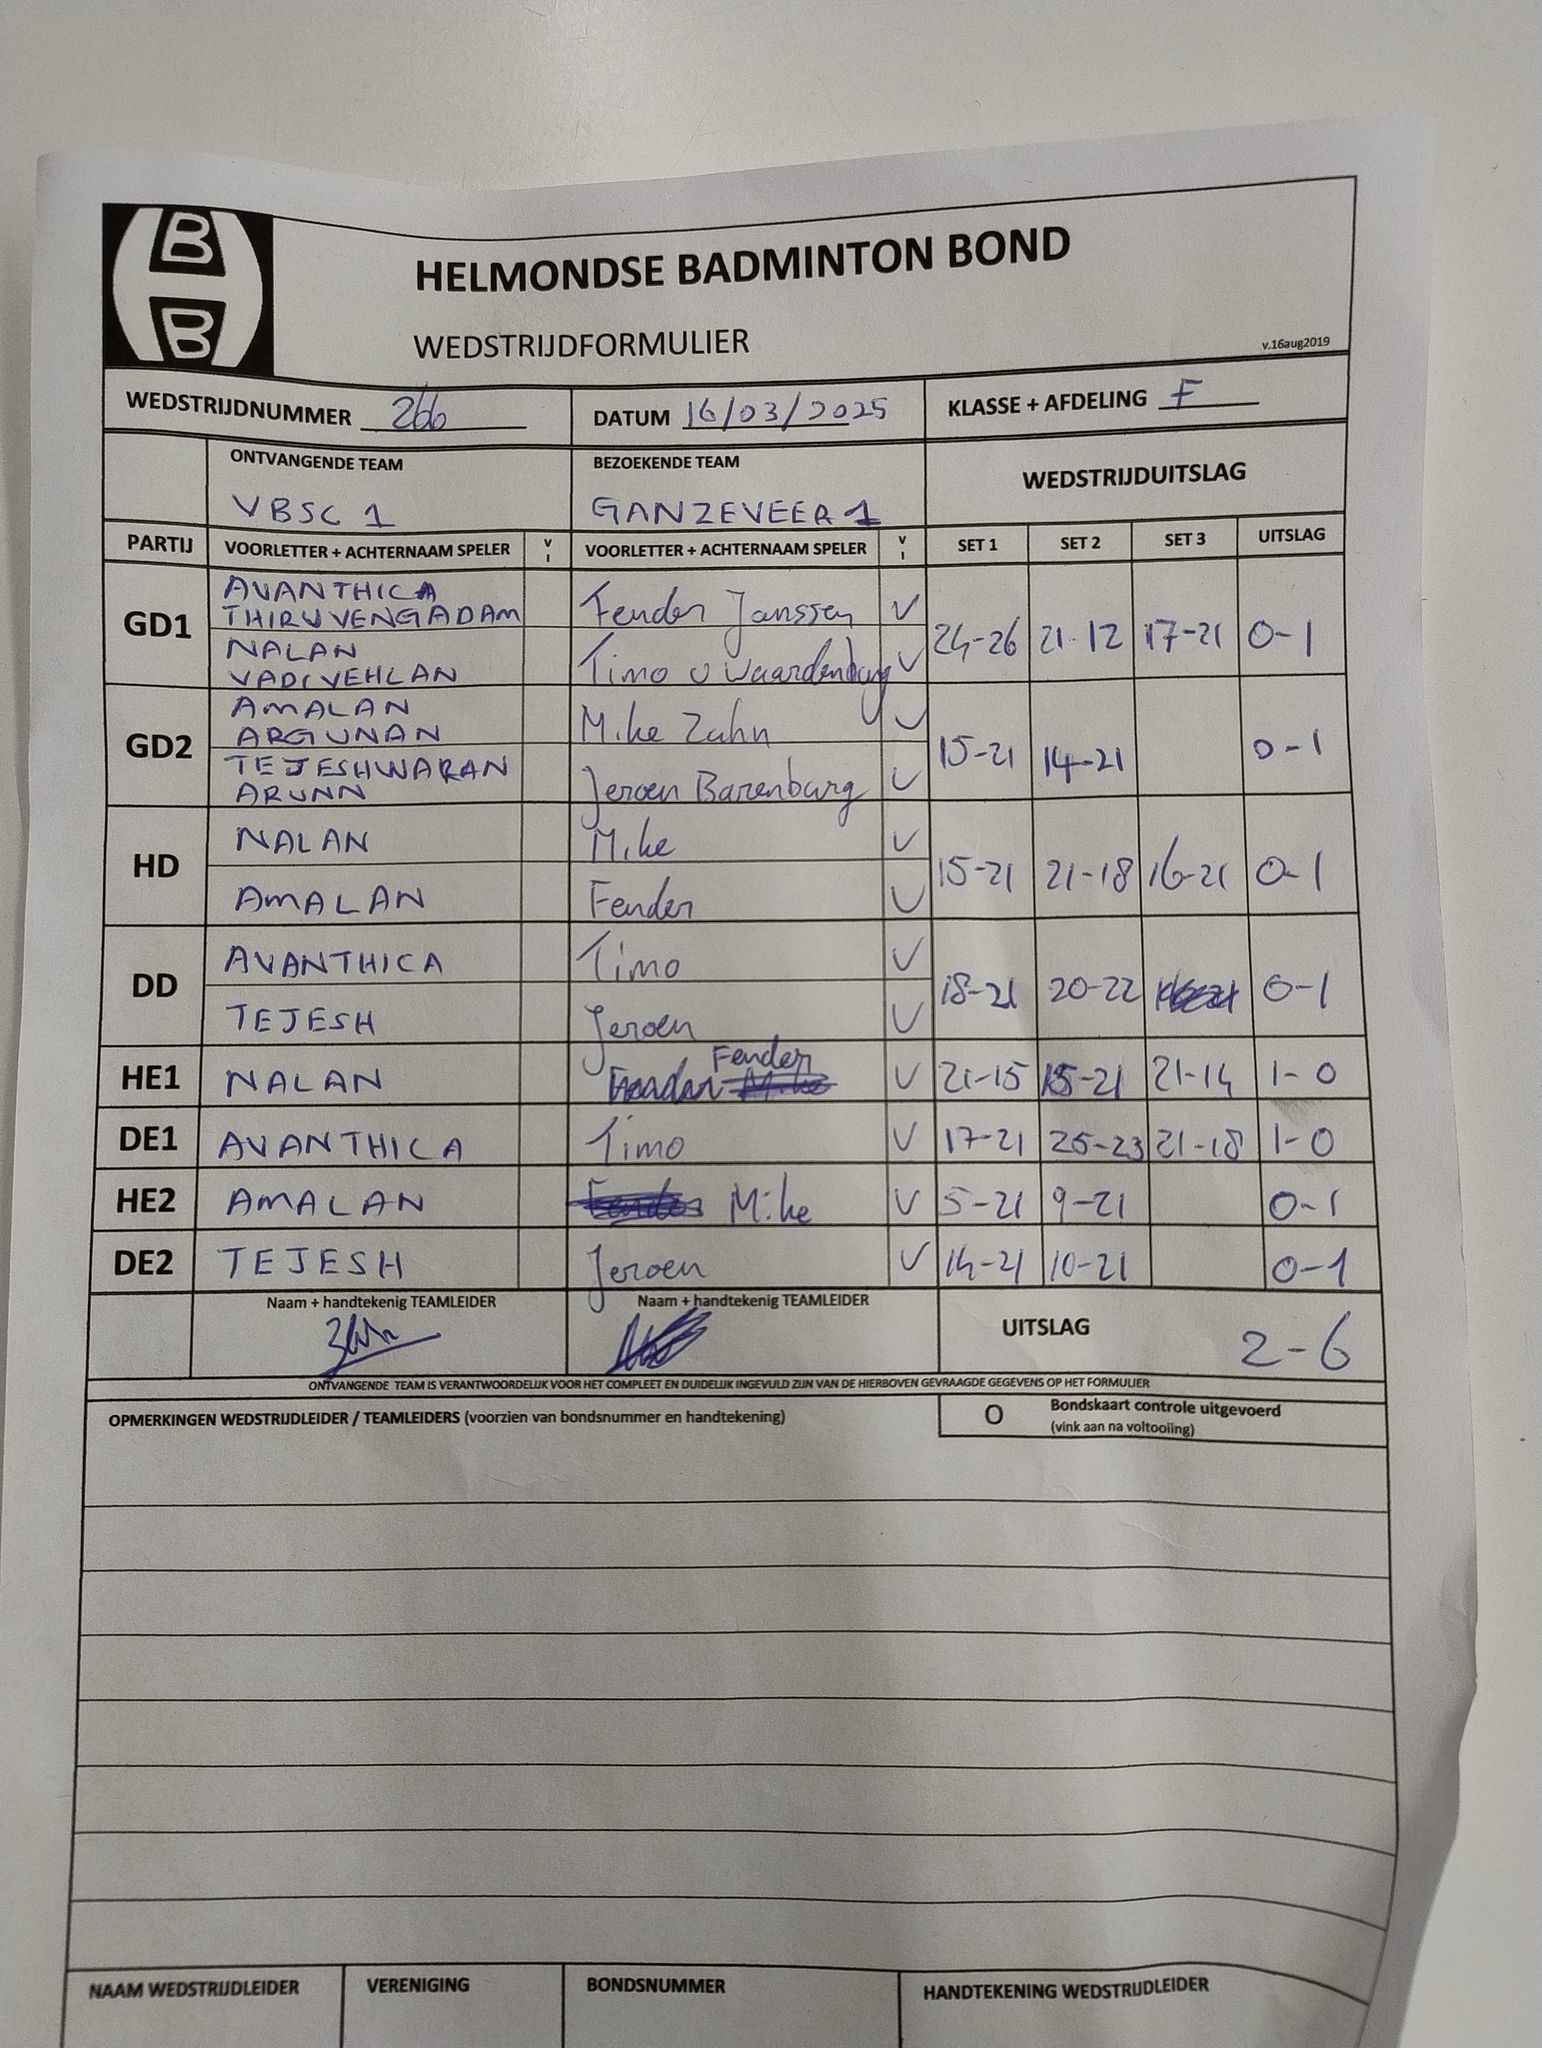 B
B
HELMONDSE BADMINTON BOND
WEDSTRIJDFORMULIER
v.16aug2019
WEDSTRIJDNUMMER 266
DATUM 16/03/2025
KLASSE + AFDELING F
ONTVANGENDE TEAM
BEZOEKENDE TEAM
WEDSTRIJDUITSLAG
VBSC 1
GANZEVEER 1
PARTIJ VOORLETTER + ACHTERNAAM SPELER V I VOORLETTER + ACHTERNAAM SPELER V I SET 1 SET 2 SET 3 UITSLAG
GD1
AVANTHICA
THIRUVENGADAM
Fender Janssen V
NALAN
VADIVEHLAN
Timo v Waardenburg V
24-26 21-12 17-21 0-1
GD2
AMALAN
ARGUNAN
Mike Zahn V
TEJESHWARAN
ARUNN
Jeroen Barenburg V
15-21 14-21 0-1
HD
NALAN Mike V
AMALAN Fender V
15-21 21-18 16-21 0-1
DD
AVANTHICA Timo V
TEJESH Jeroen V
18-21 20-22 0-1
HE1 NALAN Fender V 21-15 15-21 21-14 1-0
DE1 AVANTHICA Timo V 17-21 25-23 21-18 1-0
HE2 AMALAN Mike V 5-21 9-21 0-1
DE2 TEJESH Jeroen V 14-21 10-21 0-1
Naam + handtekenig TEAMLEIDER
Naam + handtekenig TEAMLEIDER
UITSLAG 2-6
ONTVANGENDE TEAM IS VERANTWOORDELIJK VOOR HET COMPLEET EN DUIDELIJK INGEVULD ZIJN VAN DE HIERBOVEN GEVRAAGDE GEGEVENS OP HET FORMULIER
OPMERKINGEN WEDSTRIJDLEIDER / TEAMLEIDERS (voorzien van bondsnummer en handtekening)
O Bondskaart controle uitgevoerd
(vink aan na voltooiing)
NAAM WEDSTRIJDLEIDER
VERENIGING
BONDSNUMMER
HANDTEKENING WEDSTRIJDLEIDER